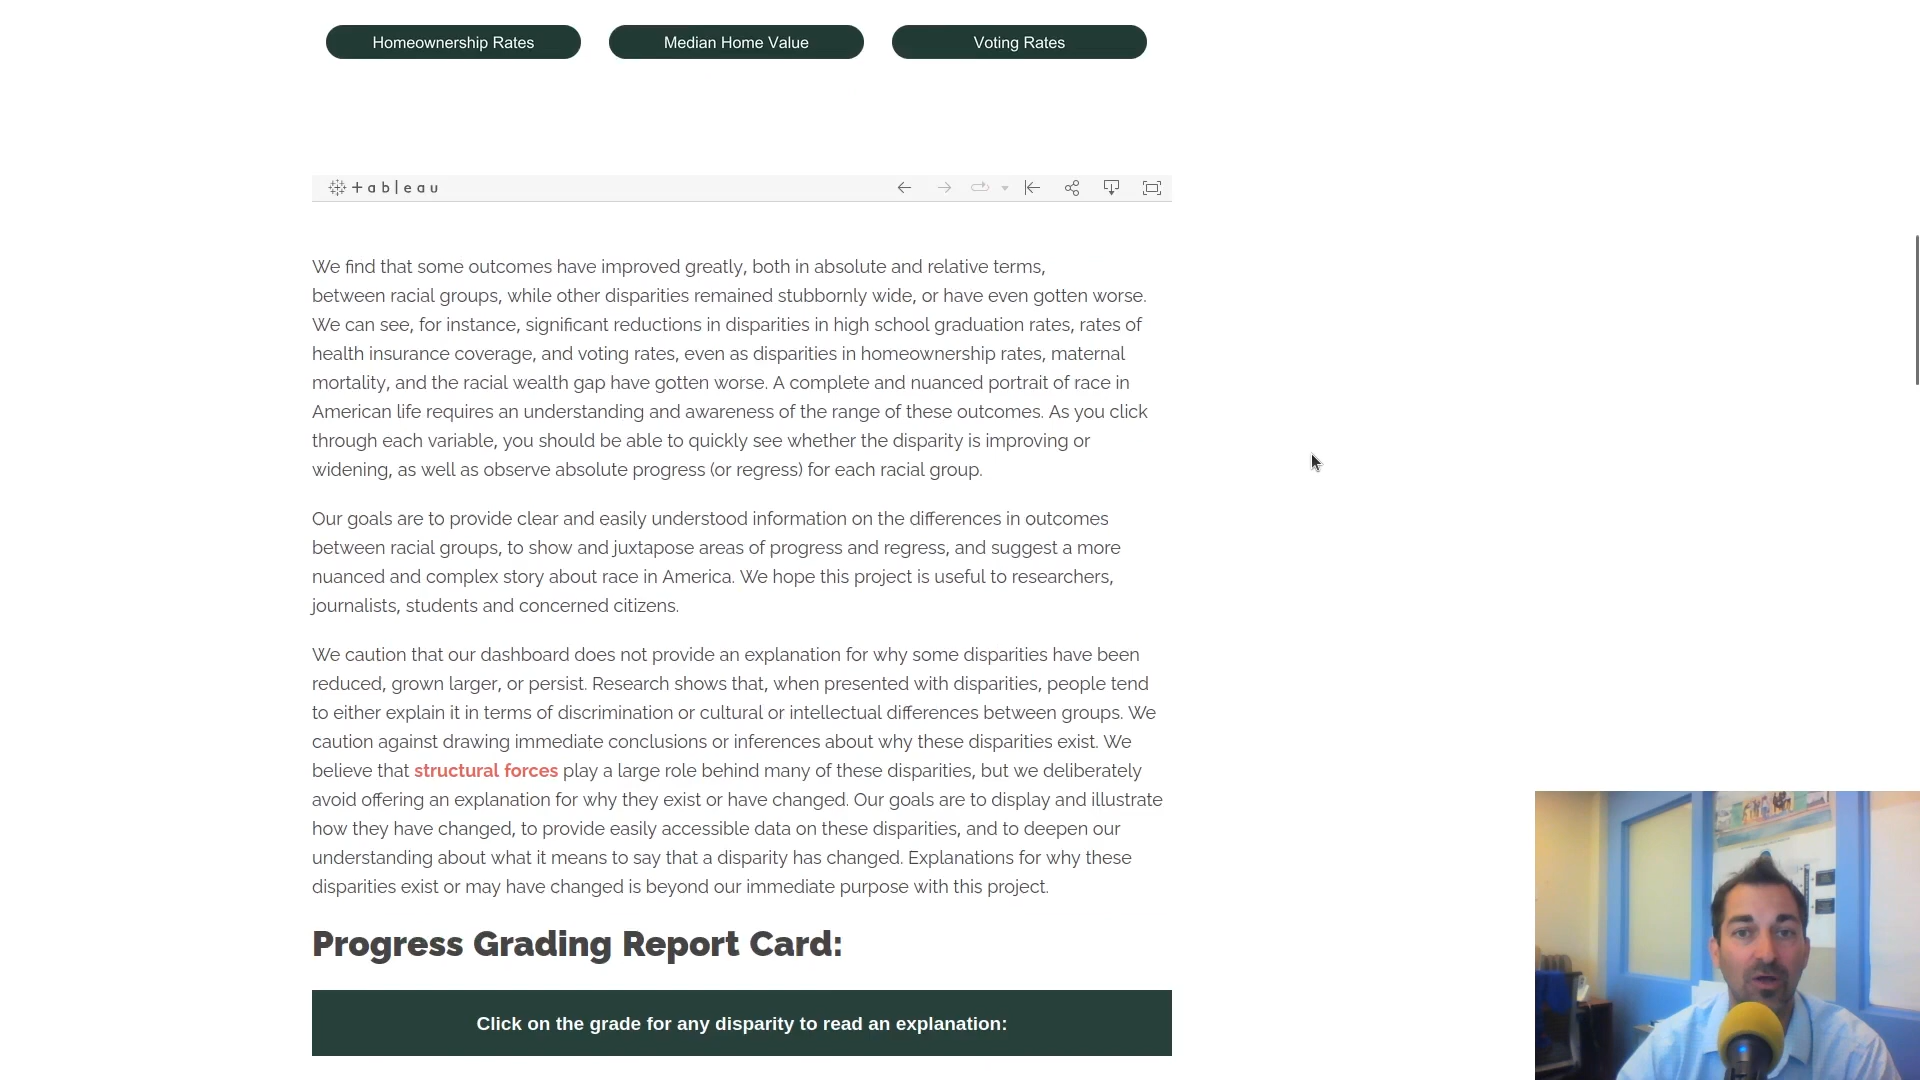 Homeownership Rates
Median Home Value
Voting Rates
+ a b l e a u
We find that some outcomes have improved greatly, both in absolute and relative terms,
between racial groups, while other disparities remained stubbornly wide, or have even gotten worse.
We can see, for instance, significant reductions in disparities in high school graduation rates, rates of
health insurance coverage, and voting rates, even as disparities in homeownership rates, maternal
mortality, and the racial wealth gap have gotten worse. A complete and nuanced portrait of race in
American life requires an understanding and awareness of the range of these outcomes. As you click
through each variable, you should be able to quickly see whether the disparity is improving or
widening, as well as observe absolute progress (or regress) for each racial group.
Our goals are to provide clear and easily understood information on the differences in outcomes
between racial groups, to show and juxtapose areas of progress and regress, and suggest a more
nuanced and complex story about race in America. We hope this project is useful to researchers,
journalists, students and concerned citizens.
We caution that our dashboard does not provide an explanation for why some disparities have been
reduced, grown larger, or persist. Research shows that, when presented with disparities, people tend
to either explain it in terms of discrimination or cultural or intellectual differences between groups. We
caution against drawing immediate conclusions or inferences about why these disparities exist. We
believe that structural forces play a large role behind many of these disparities, but we deliberately
avoid offering an explanation for why they exist or have changed. Our goals are to display and illustrate
how they have changed, to provide easily accessible data on these disparities, and to deepen our
understanding about what it means to say that a disparity has changed. Explanations for why these
disparities exist or may have changed is beyond our immediate purpose with this project.
Progress Grading Report Card:
Click on the grade for any disparity to read an explanation: